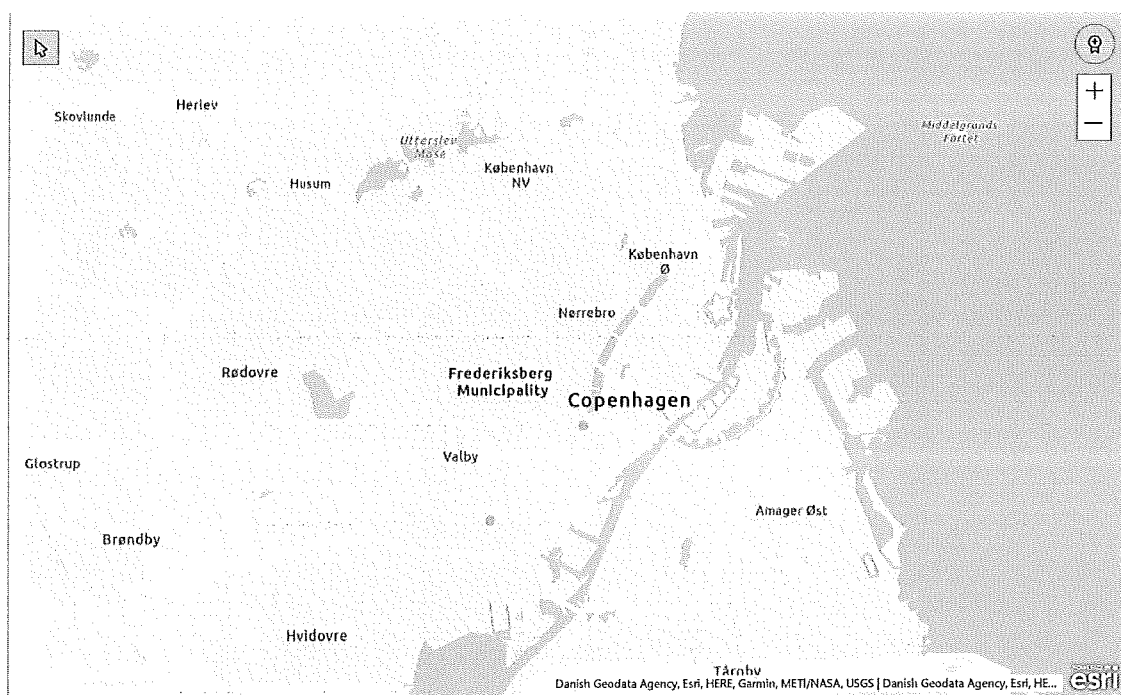 Skovlunde
Herlev
Utterslev
Mose
Middelgrunds
Fortet
København
NV
Husum
København
Ø
Nørrebro
Rødovre
Frederiksberg
Municipality
Copenhagen
Glostrup
Valby
Amager Øst
Brøndby
Hvidovre
Tårnby
Danish Geodata Agency, Esri, HERE, Garmin, METI/NASA, USGS | Danish Geodata Agency, Esri, HE...
esri